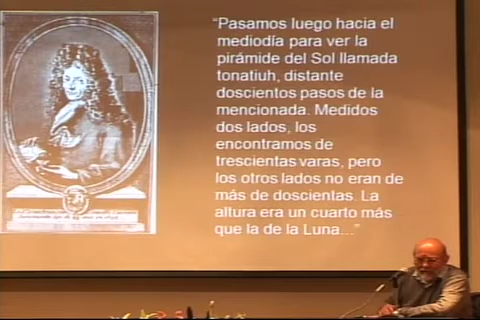 “Pasamos luego hacia el
mediodía para ver la
pirámide del Sol llamada
tonatiuh, distante
doscientos pasos de la
mencionada. Medidos
dos lados, los
encontramos de
trescientas varas, pero
los otros lados no eran de
más de doscientas. La
altura era un cuarto más
que la de la Luna...”